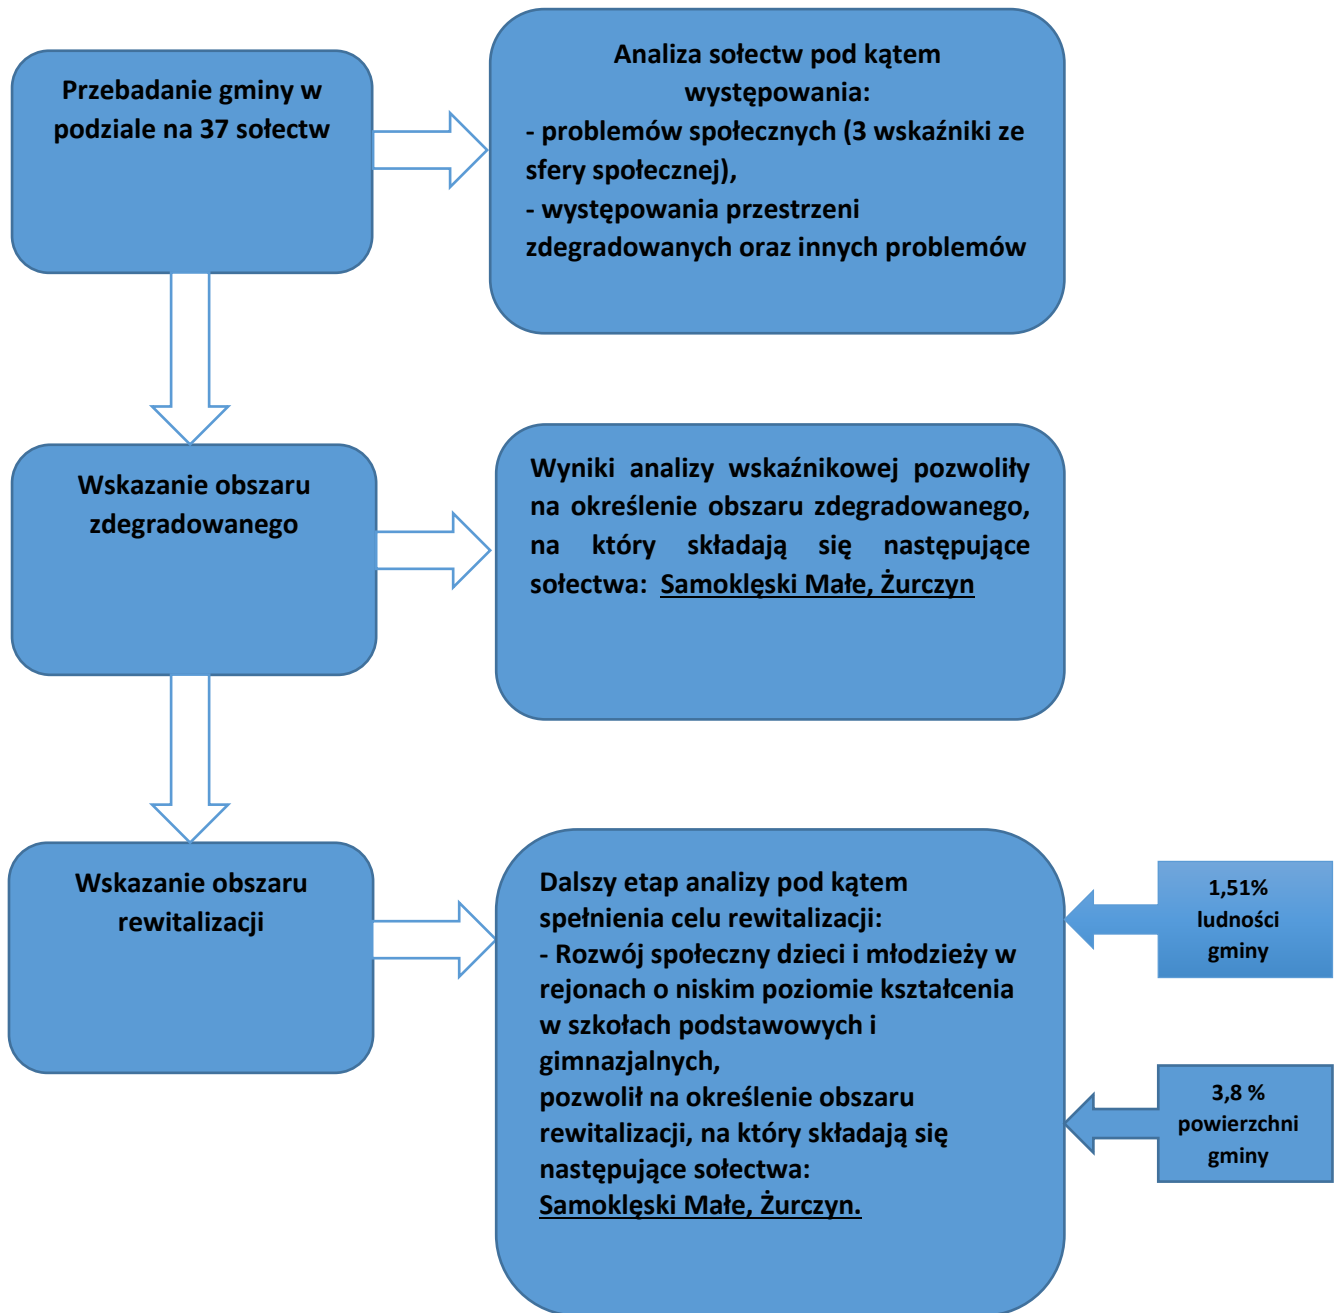 Przebadanie gminy w
podziale na 37 sołectw
Analiza sołectw pod kątem
występowania:
- problemów społecznych (3 wskaźniki ze
sfery społecznej),
- występowania przestrzeni
zdegradowanych oraz innych problemów
Wskazanie obszaru
zdegradowanego
Wyniki analizy wskaźnikowej pozwoliły
na określenie obszaru zdegradowanego,
na który składają się następujące
sołectwa: Samoklęski Małe, Żurczyn
Wskazanie obszaru
rewitalizacji
Dalszy etap analizy pod kątem
spełnienia celu rewitalizacji:
- Rozwój społeczny dzieci i młodzieży w
rejonach o niskim poziomie kształcenia
w szkołach podstawowych i
gimnazjalnych,
pozwolił na określenie obszaru
rewitalizacji, na który składają się
następujące sołectwa:
Samoklęski Małe, Żurczyn.
1,51%
ludności
gminy
3,8 %
powierzchni
gminy